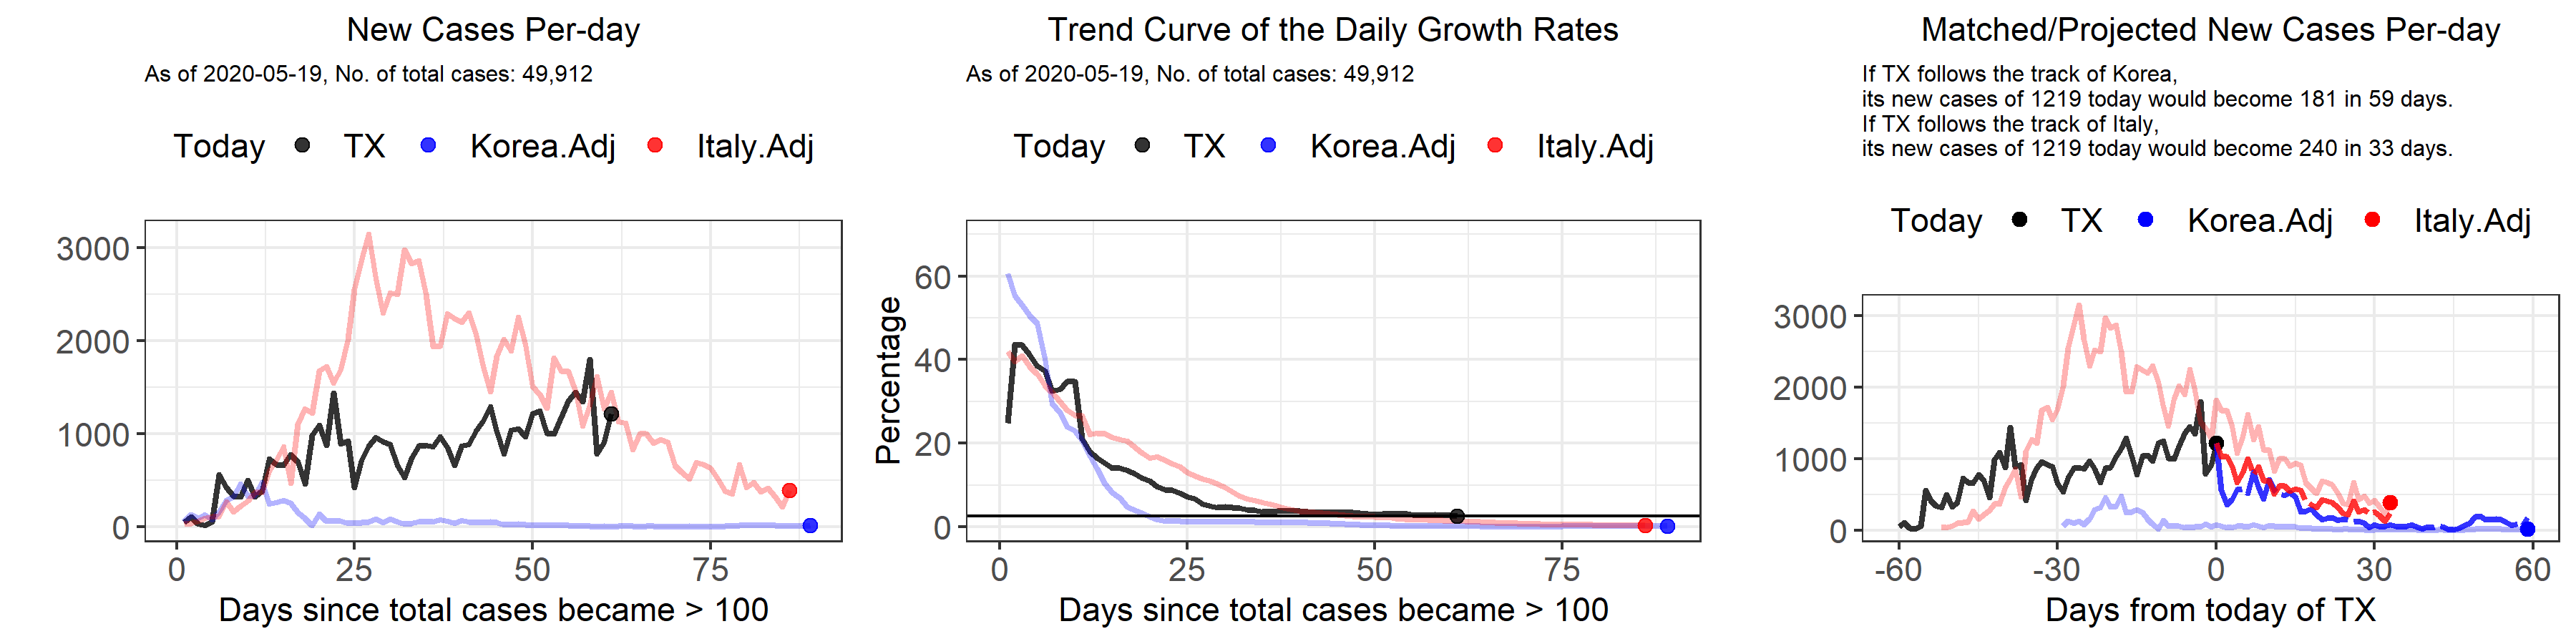 New Cases Per-day
As of 2020-05-19, No. of total cases: 49,912
Today TX Korea.Adj Italy.Adj
3000
2000
1000
0
0 25 50 75
Days since total cases became > 100
Trend Curve of the Daily Growth Rates
As of 2020-05-19, No. of total cases: 49,912
Today TX Korea.Adj Italy.Adj
Percentage
60
40
20
0
0 25 50 75
Days since total cases became > 100
Matched/Projected New Cases Per-day
If TX follows the track of Korea,
its new cases of 1219 today would become 181 in 59 days.
If TX follows the track of Italy,
its new cases of 1219 today would become 240 in 33 days.
Today TX Korea.Adj Italy.Adj
3000
2000
1000
0
-60 -30 0 30 60
Days from today of TX